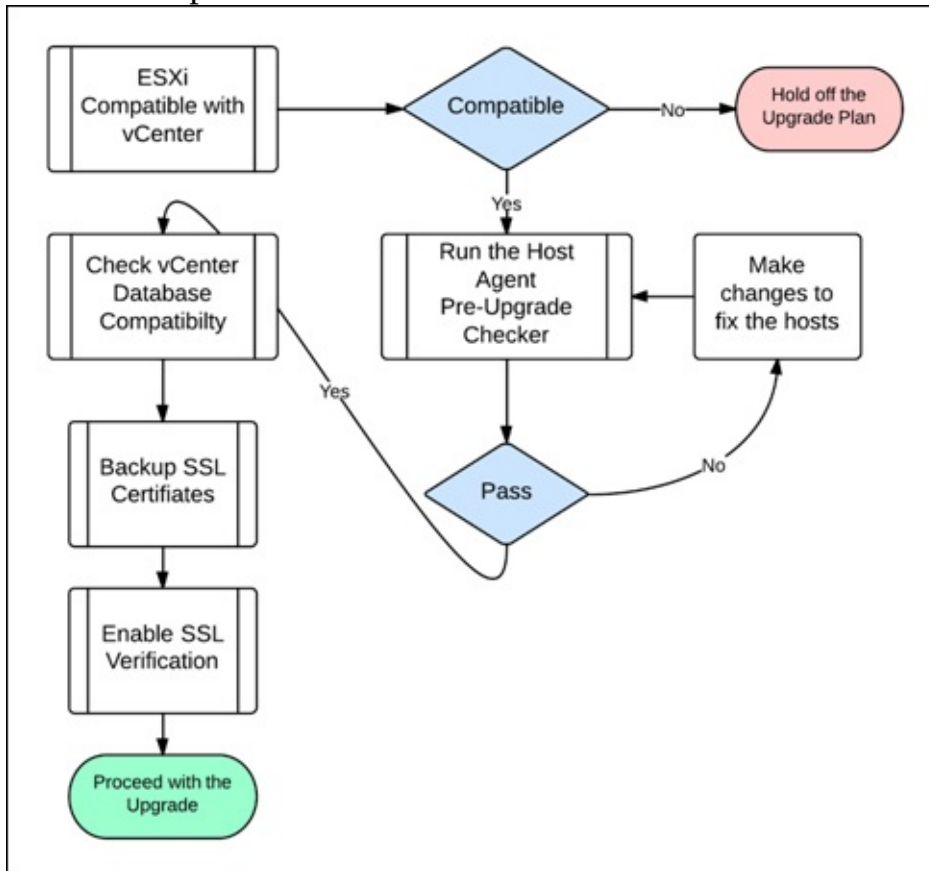 ESXi
Compatible with
vCenter
Compatible
No
Hold off the
Upgrade Plan
Yes
Check vCenter
Database
Compatibilty
Run the Host
Agent
Pre-Upgrade
Checker
Make
changes to
fix the hosts
Yes
Backup SSL
Certifiates
Pass
No
Enable SSL
Verification
Proceed with the
Upgrade